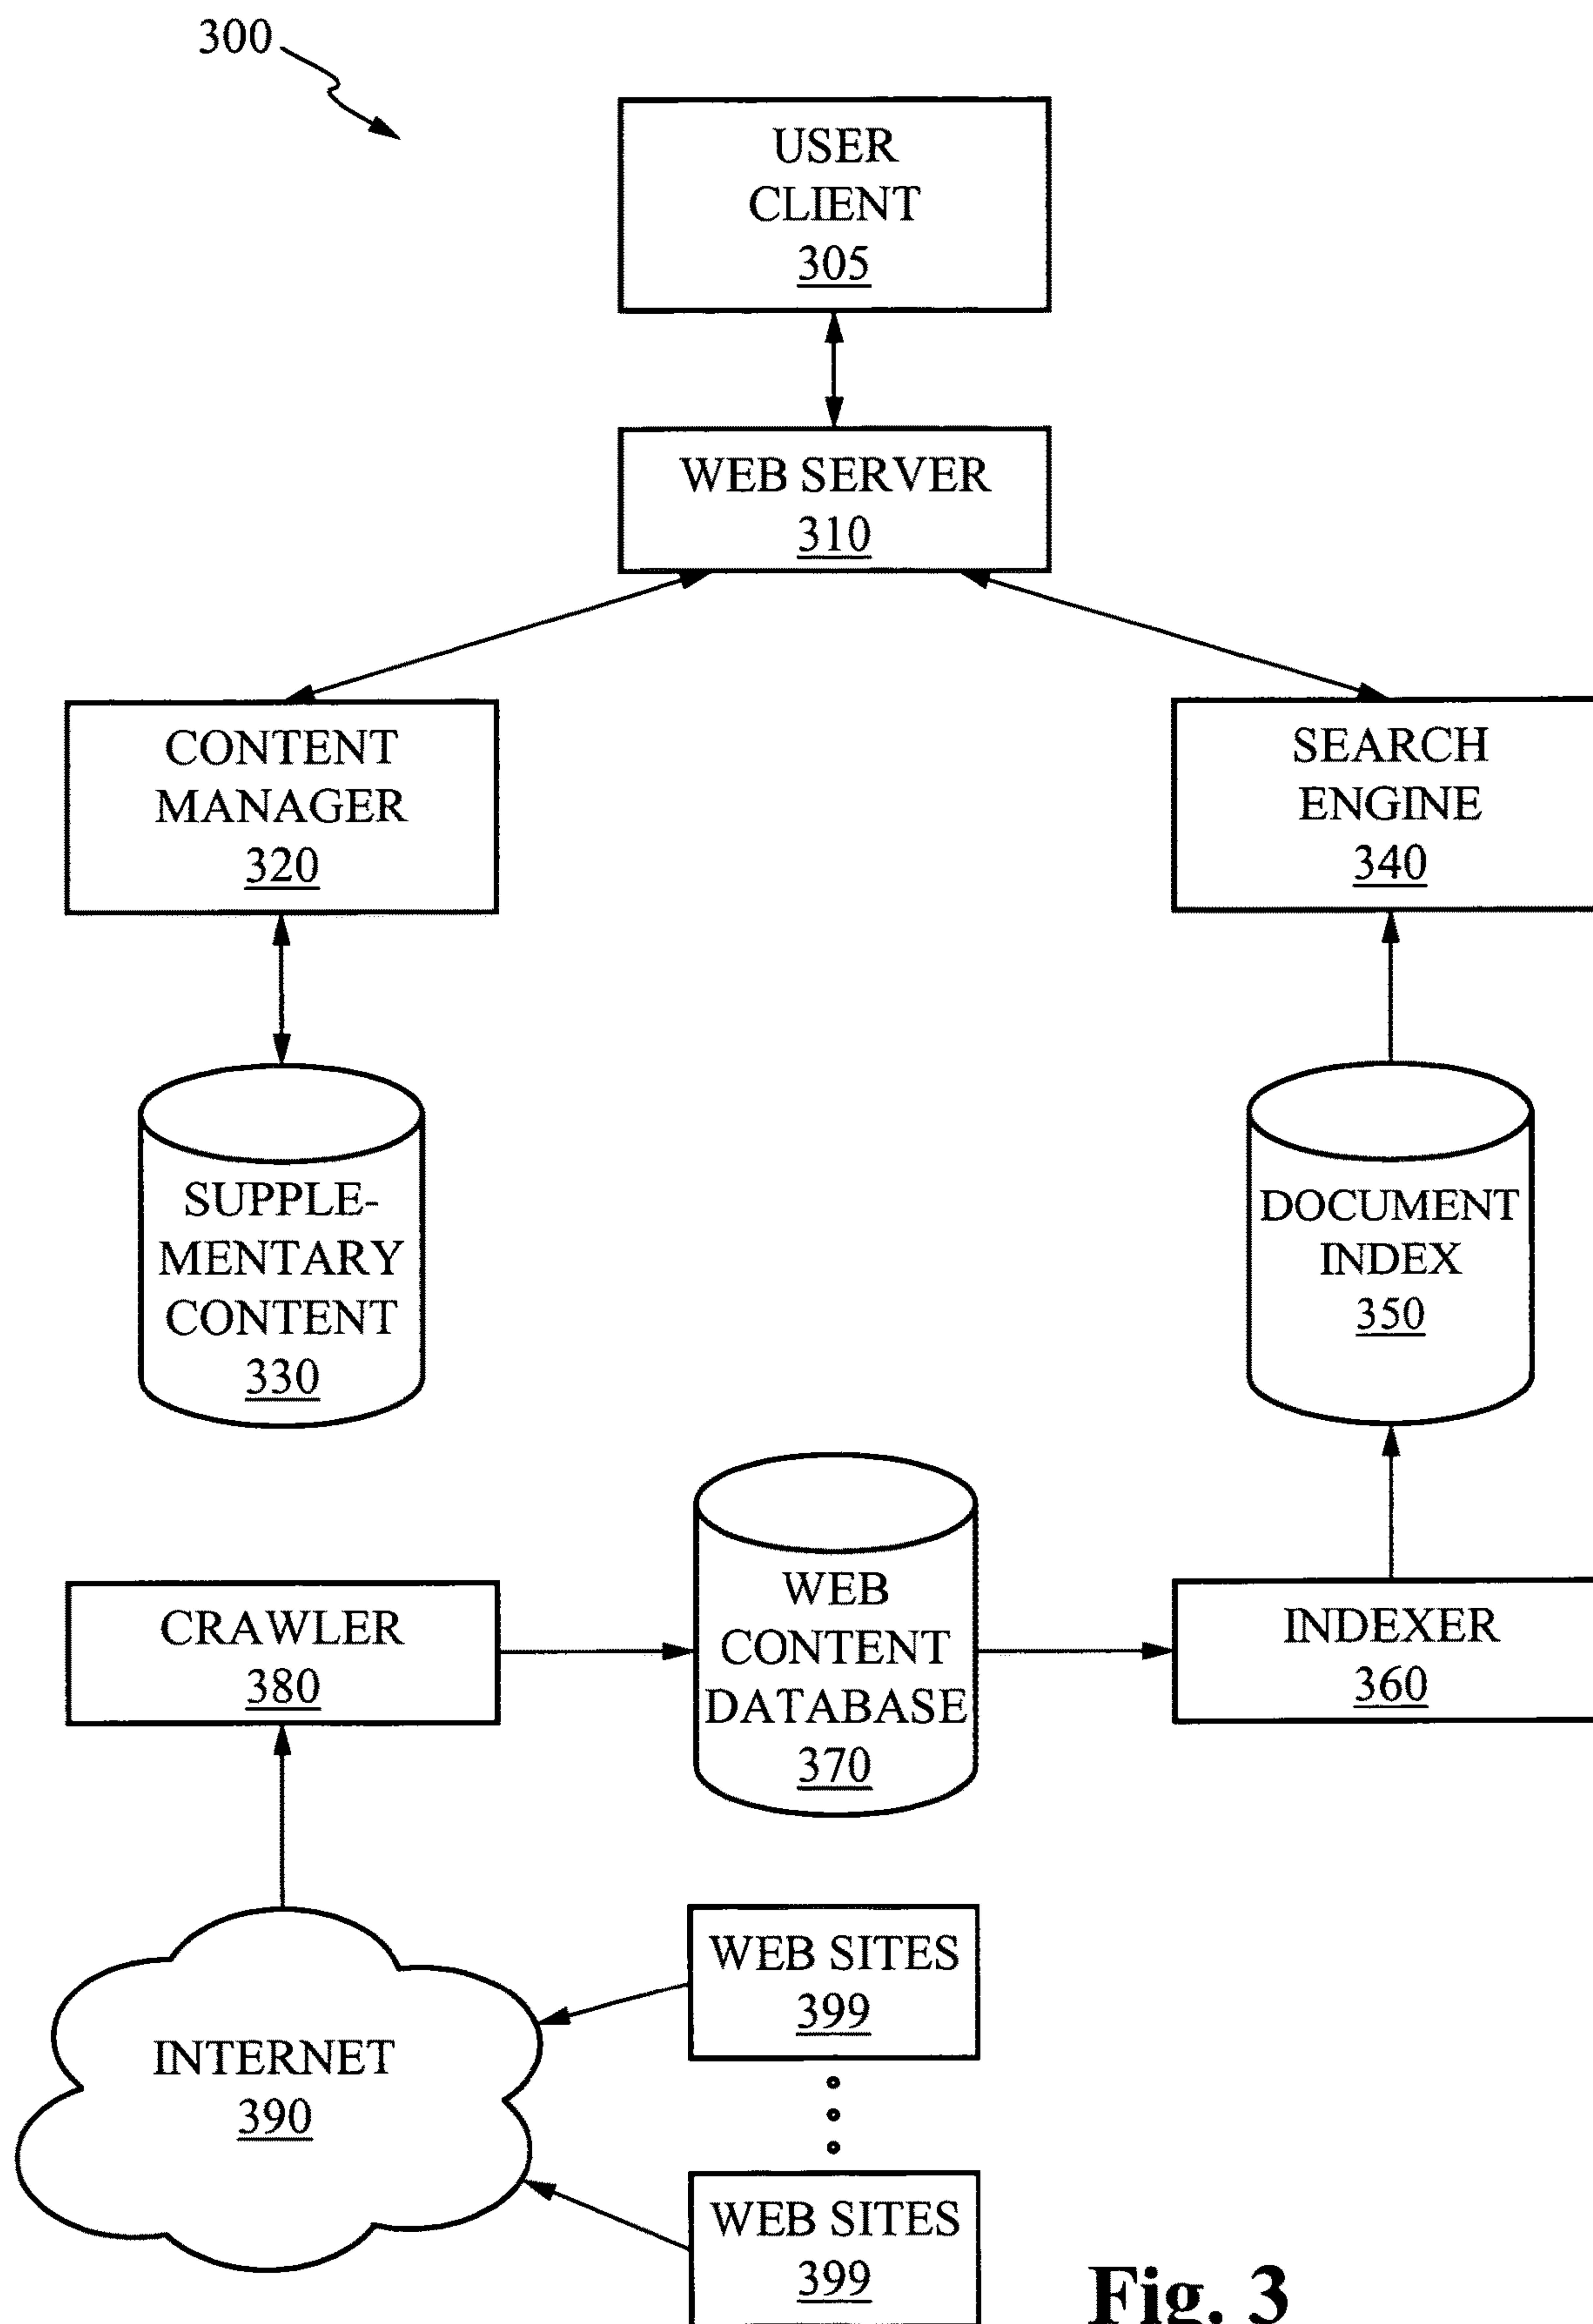 300
USER
CLIENT
305
WEB SERVER
310
CONTENT
MANAGER
320
SEARCH
ENGINE
340
SUPPLE-
MENTARY
CONTENT
330
DOCUMENT
INDEX
350
CRAWLER
380
WEB
CONTENT
DATABASE
370
INDEXER
360
INTERNET
390
WEB SITES
399
WEB SITES
399
Fig. 3